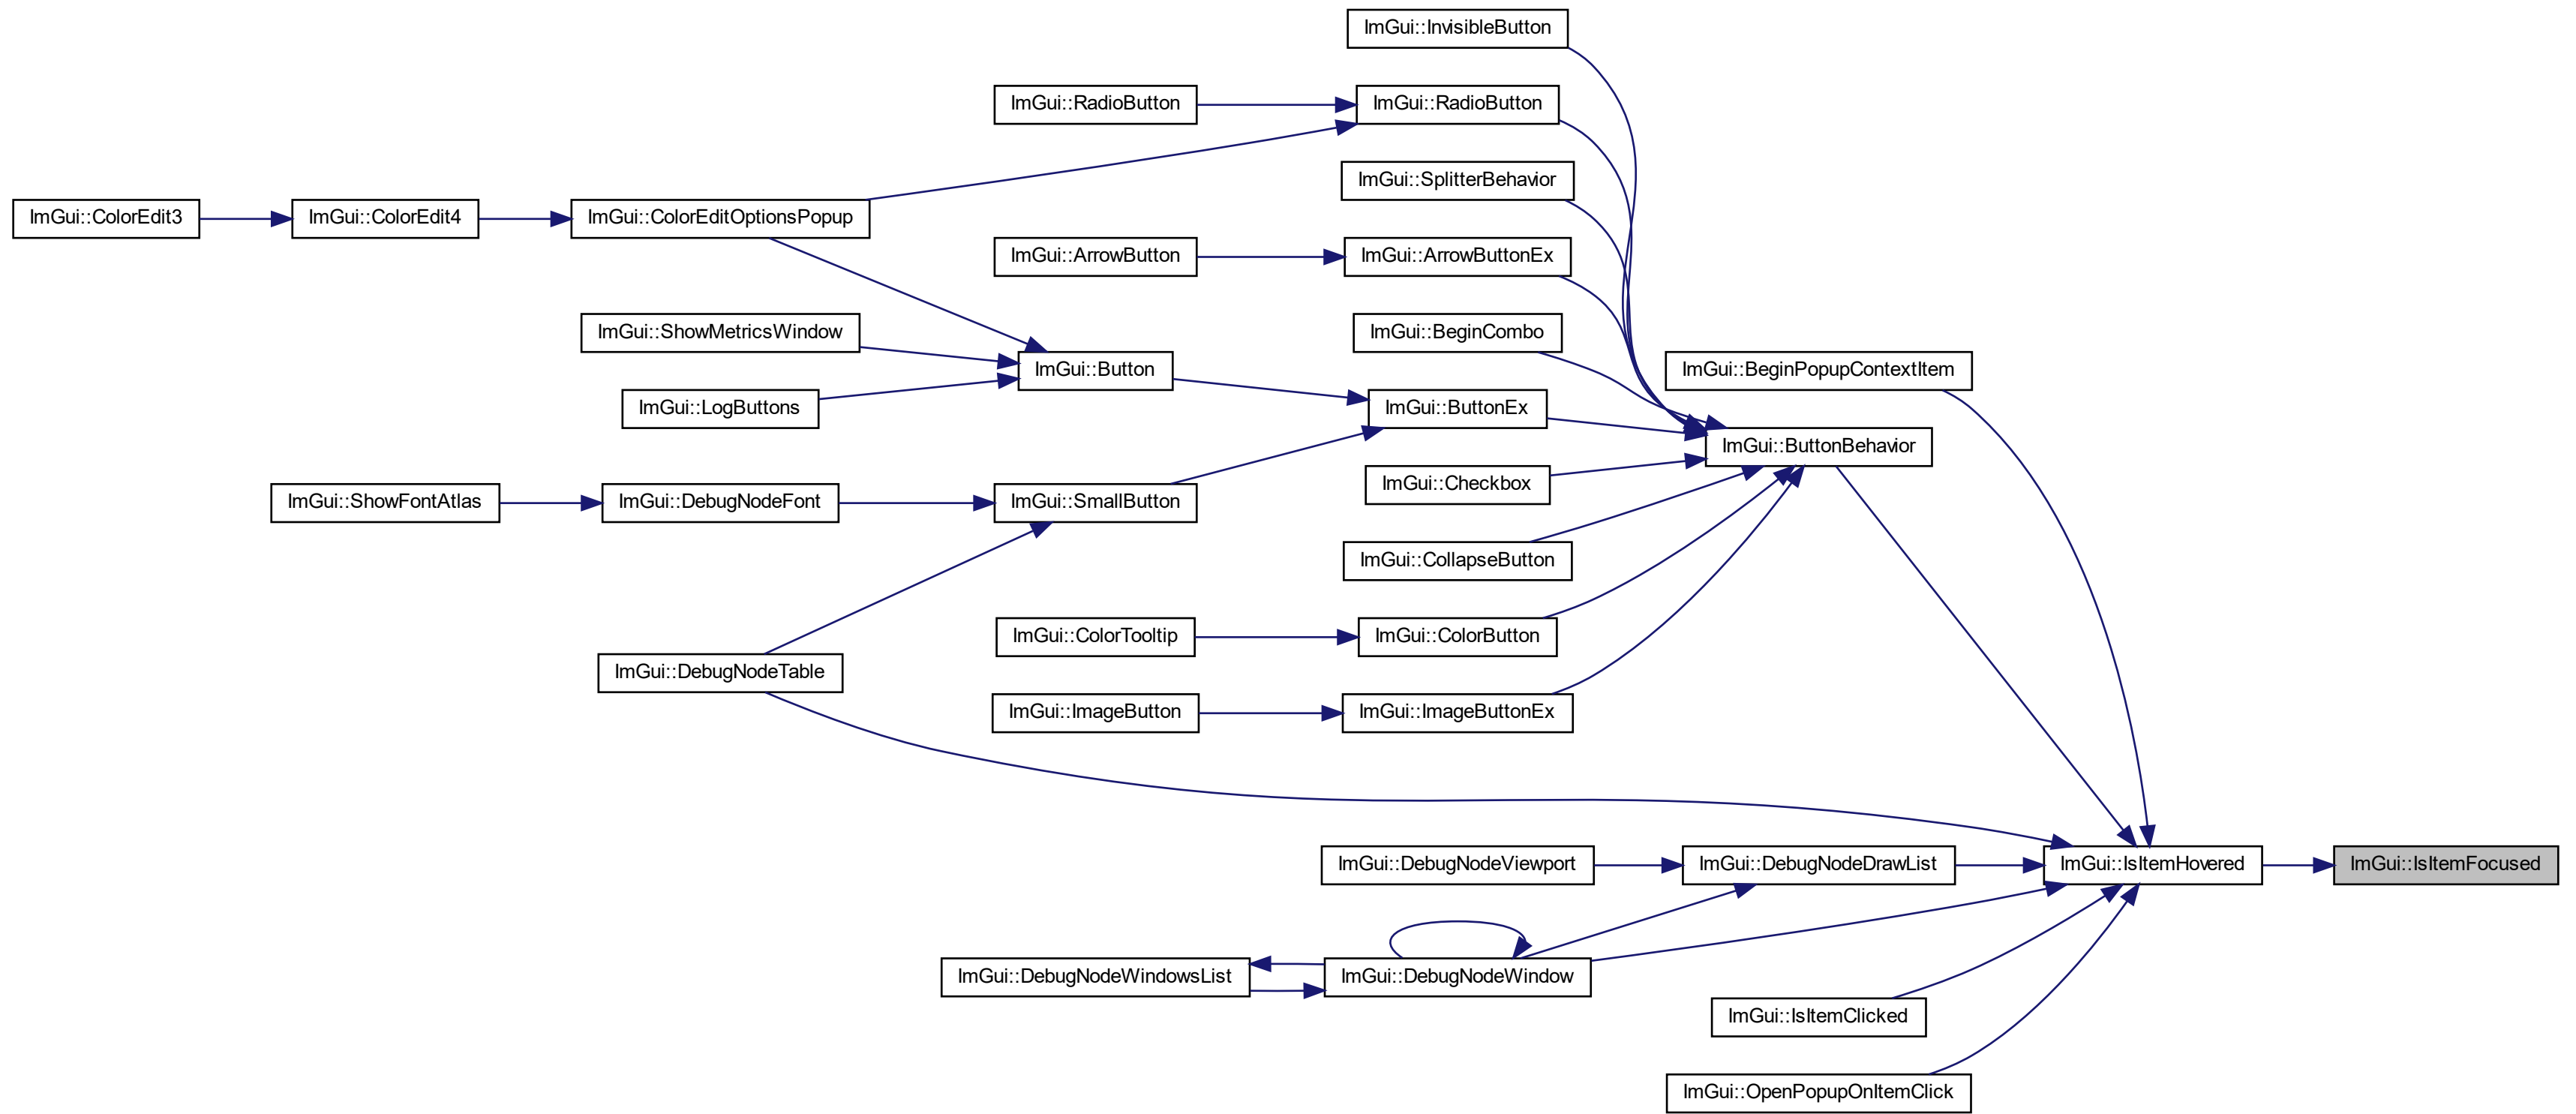 ImGui::InvisibleButton
ImGui::RadioButton
ImGui::RadioButton
ImGui::SplitterBehavior
ImGui::ColorEdit3
ImGui::ColorEdit4
ImGui::ColorEditOptionsPopup
ImGui::ArrowButton
ImGui::ArrowButtonEx
ImGui::ShowMetricsWindow
ImGui::BeginCombo
ImGui::Button
ImGui::BeginPopupContextItem
ImGui::LogButtons
ImGui::ButtonEx
ImGui::ButtonBehavior
ImGui::Checkbox
ImGui::ShowFontAtlas
ImGui::DebugNodeFont
ImGui::SmallButton
ImGui::CollapseButton
ImGui::ColorTooltip
ImGui::ColorButton
ImGui::DebugNodeTable
ImGui::ImageButton
ImGui::ImageButtonEx
ImGui::DebugNodeViewport
ImGui::DebugNodeDrawList
ImGui::IsItemHovered
ImGui::IsItemFocused
ImGui::DebugNodeWindowsList
ImGui::DebugNodeWindow
ImGui::IsItemClicked
ImGui::OpenPopupOnItemClick